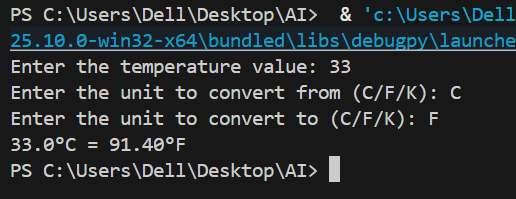 PS C:\Users\Dell\Desktop\AI>  & 'c:\Users\Dell
25.10.0-win32-x64\bundled\libs\debugpy\launche
Enter the temperature value: 33
Enter the unit to convert from (C/F/K): C
Enter the unit to convert to (C/F/K): F
33.0°C = 91.40°F
PS C:\Users\Dell\Desktop\AI>